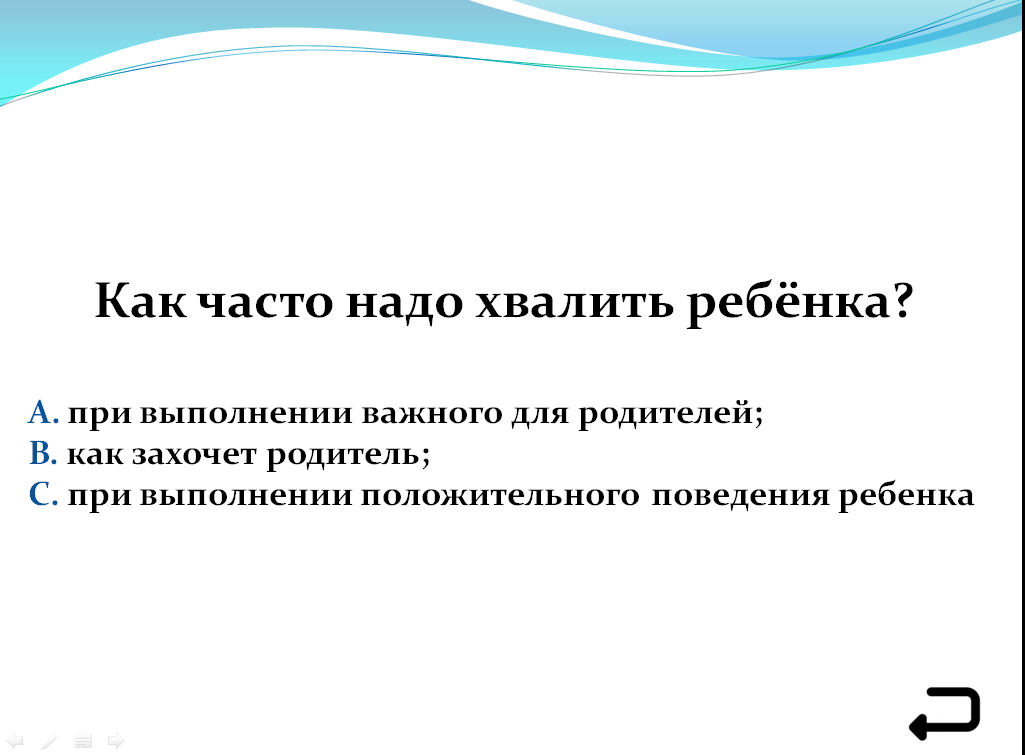 Как часто надо хвалить ребёнка?
A. при выполнении важного для родителей;
B. как захочет родитель;
C. при выполнении положительного поведения ребенка